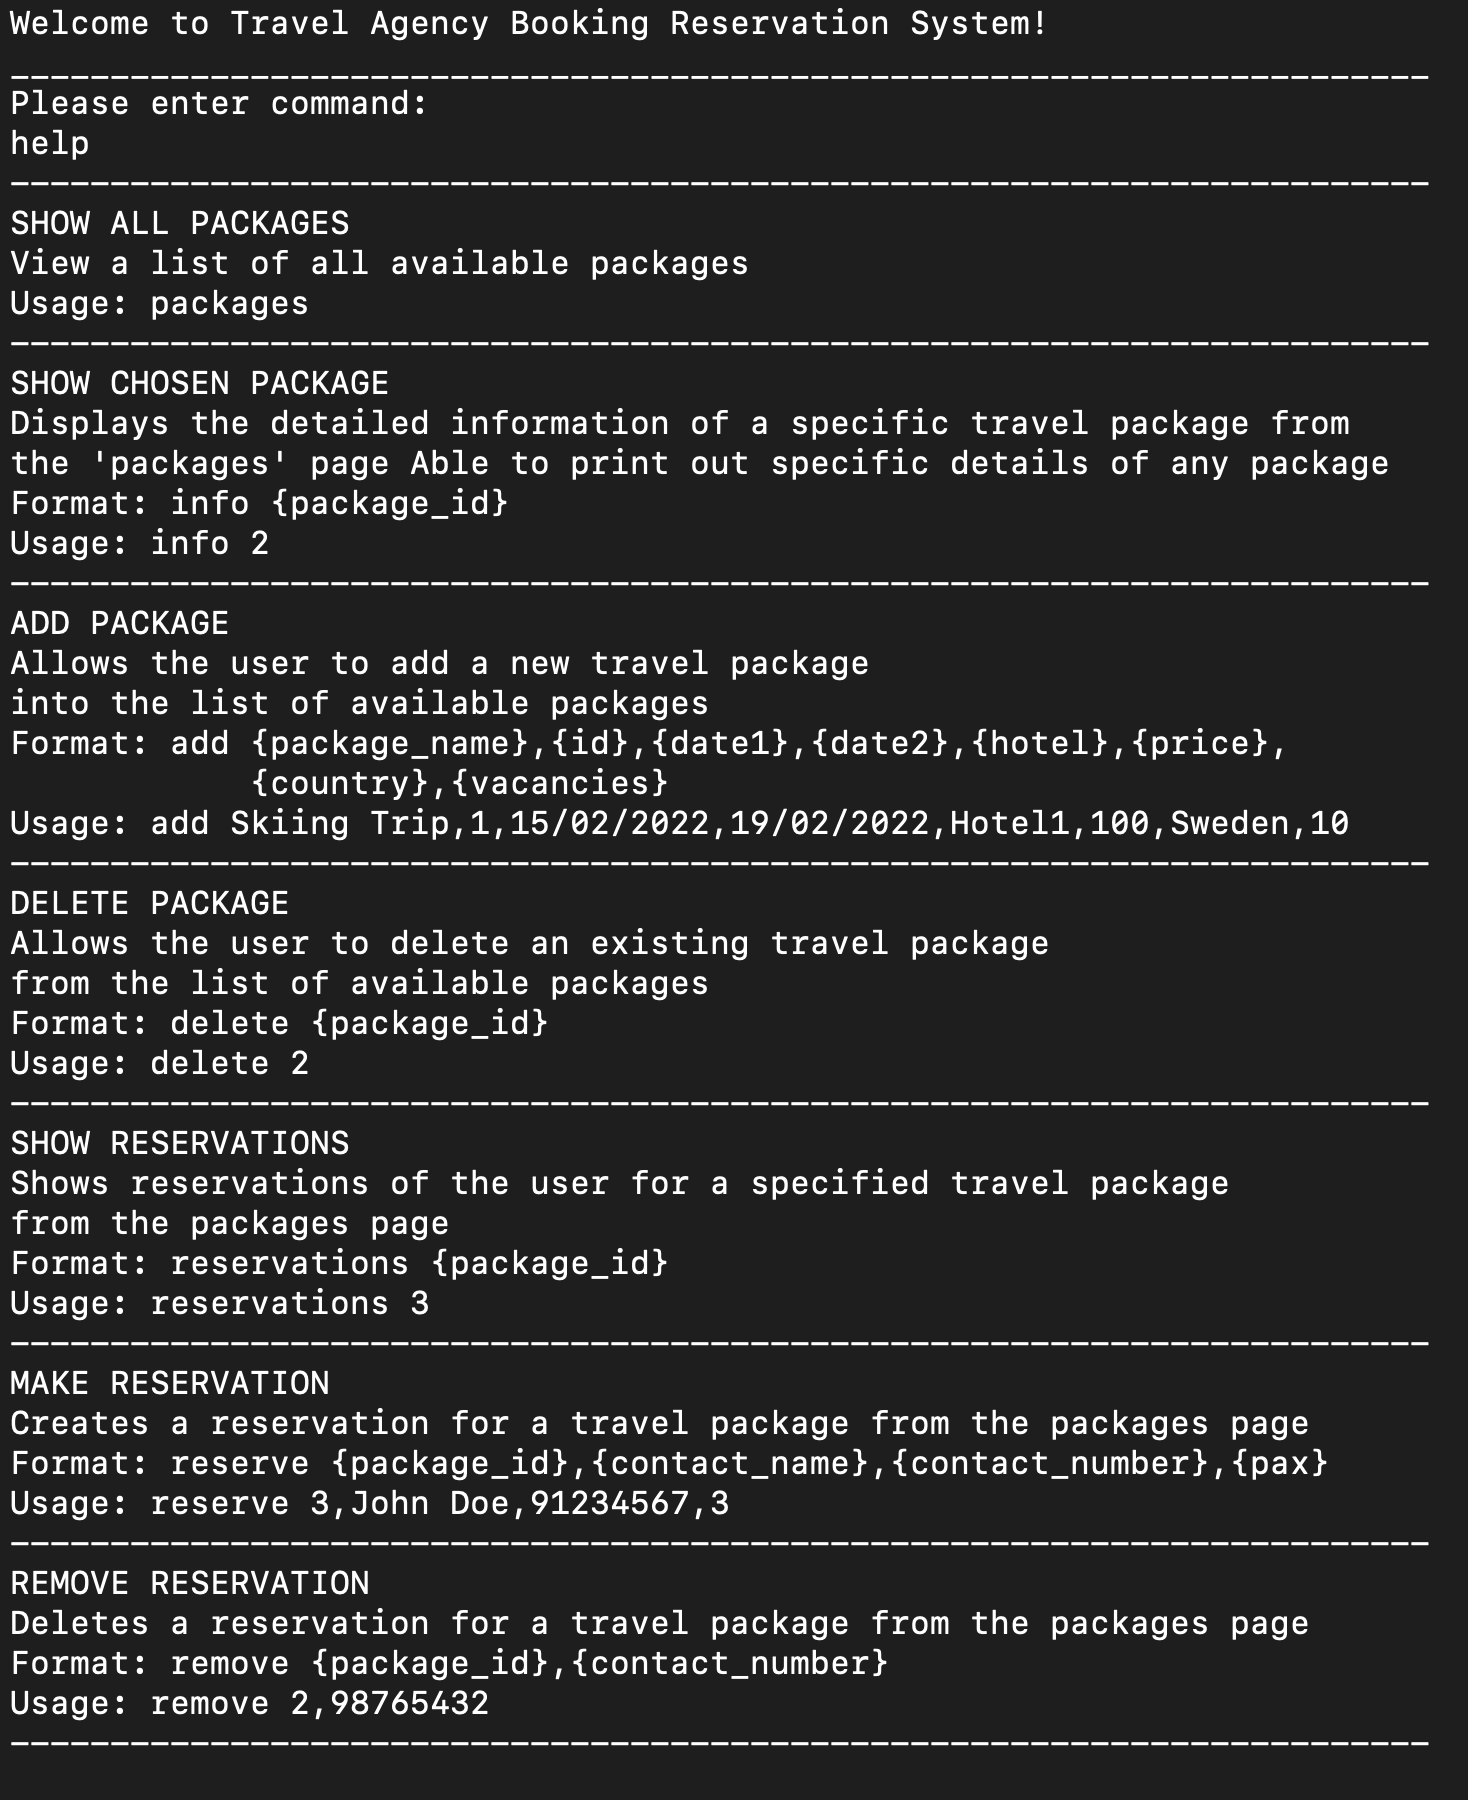 Welcome to Travel Agency Booking Reservation System!
_______________________________________________________________________
Please enter command:
help
-----------------------------------------------------------------------
SHOW ALL PACKAGES
View a list of all available packages
Usage: packages
-----------------------------------------------------------------------
SHOW CHOSEN PACKAGE
Displays the detailed information of a specific travel package from
the 'packages' page Able to print out specific details of any package
Format: info {package_id}
Usage: info 2
-----------------------------------------------------------------------
ADD PACKAGE
Allows the user to add a new travel package
into the list of available packages
Format: add {package_name},{id},{date1},{date2},{hotel},{price},
            {country},{vacancies}
Usage: add Skiing Trip,1,15/02/2022,19/02/2022,Hotel1,100,Sweden,10
-----------------------------------------------------------------------
DELETE PACKAGE
Allows the user to delete an existing travel package
from the list of available packages
Format: delete {package_id}
Usage: delete 2
-----------------------------------------------------------------------
SHOW RESERVATIONS
Shows reservations of the user for a specified travel package
from the packages page
Format: reservations {package_id}
Usage: reservations 3
-----------------------------------------------------------------------
MAKE RESERVATION
Creates a reservation for a travel package from the packages page
Format: reserve {package_id},{contact_name},{contact_number},{pax}
Usage: reserve 3,John Doe,91234567,3
-----------------------------------------------------------------------
REMOVE RESERVATION
Deletes a reservation for a travel package from the packages page
Format: remove {package_id},{contact_number}
Usage: remove 2,98765432
-----------------------------------------------------------------------